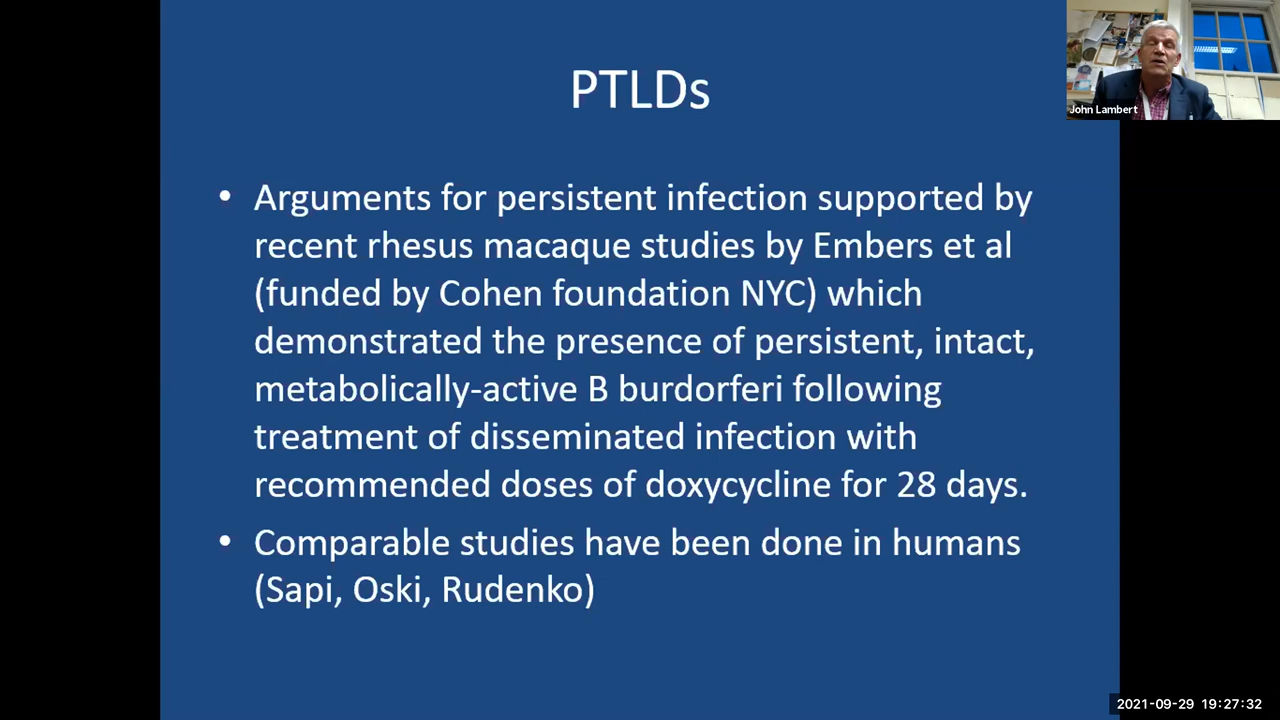 PTLDs
John Lambert
• Arguments for persistent infection supported by
recent rhesus macaque studies by Embers et al
(funded by Cohen foundation NYC) which
demonstrated the presence of persistent, intact,
metabolically-active B burdorferi following
treatment of disseminated infection with
recommended doses of doxycycline for 28 days.
• Comparable studies have been done in humans
(Sapi, Oski, Rudenko)
2021-09-29 19:27:32